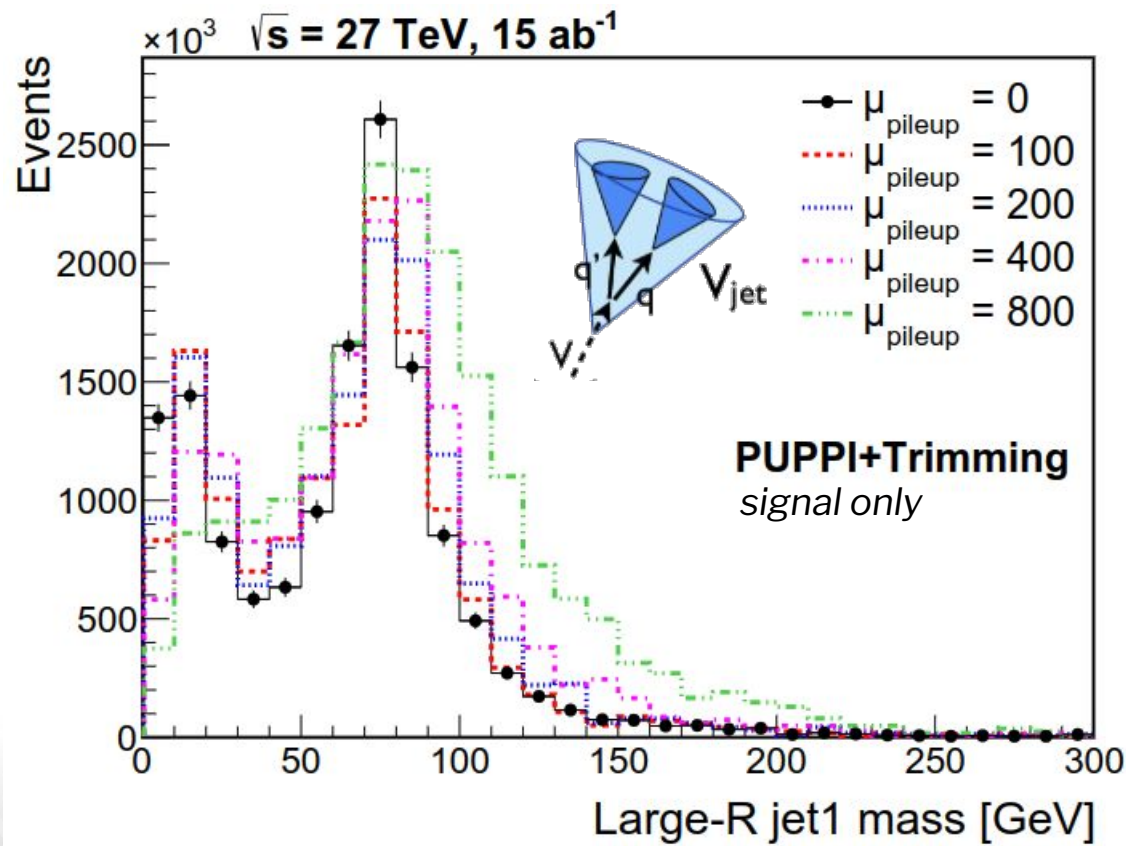 ×10³ √s = 27 TeV, 15 ab⁻¹
Events
2500
2000
1500
1000
500
0
μ_pileup = 0
μ_pileup = 100
μ_pileup = 200
μ_pileup = 400
μ_pileup = 800
q'
q
V
V_jet
PUPPI+Trimming
signal only
0 50 100 150 200 250 300
Large-R jet1 mass [GeV]